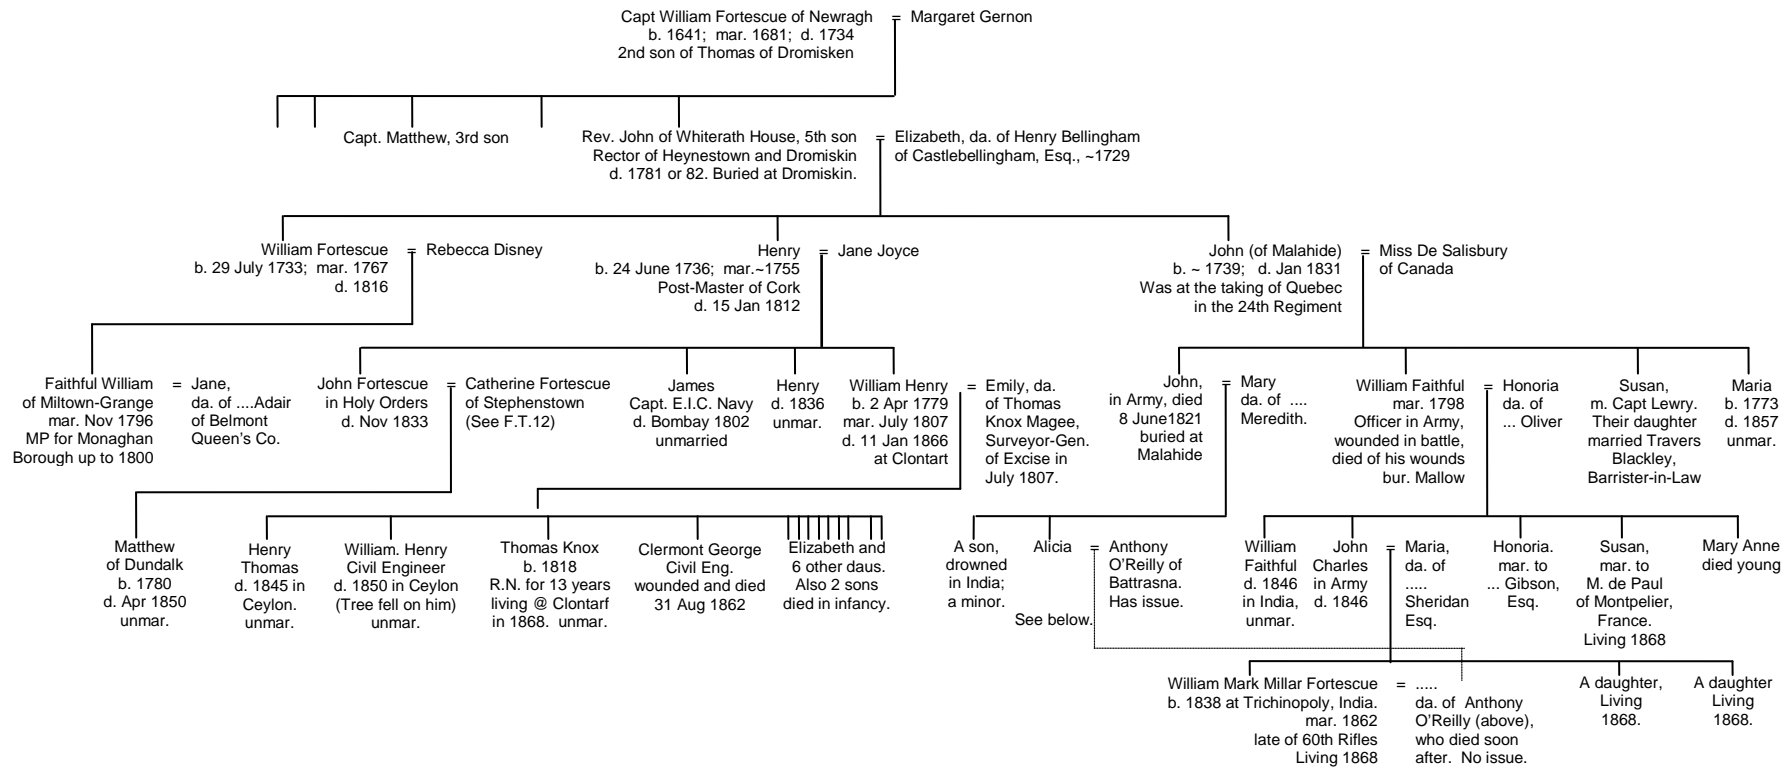 Capt William Fortescue of Newragh = Margaret Gernon
b. 1641; mar. 1681; d. 1734
2nd son of Thomas of Dromisken
Capt. Matthew, 3rd son
Rev. John of Whiterath House, 5th son =
Rector of Heynestown and Dromiskin
d. 1781 or 82. Buried at Dromiskin.
Elizabeth, da. of Henry Bellingham
of Castlebellingham, Esq., ~1729
William Fortescue = Rebecca Disney
b. 29 July 1733; mar. 1767
d. 1816
Henry = Jane Joyce
b. 24 June 1736; mar.~1755
Post-Master of Cork
d. 15 Jan 1812
John (of Malahide) =
b. ~ 1739; d. Jan 1831
Was at the taking of Quebec
in the 24th Regiment
Miss De Salisbury
of Canada
Faithful William =
of Miltown-Grange
mar. Nov 1796
MP for Monaghan
Borough up to 1800
Jane,
da. of ....Adair
of Belmont
Queen's Co.
John Fortescue =
in Holy Orders
d. Nov 1833
Catherine Fortescue
of Stephenstown
(See F.T.12)
James
Capt. E.I.C. Navy
d. Bombay 1802
unmarried
Henry
d. 1836
unmar.
William Henry =
b. 2 Apr 1779
mar. July 1807
d. 11 Jan 1866
at Clontart
Emily, da.
of Thomas
Knox Magee,
Surveyor-Gen.
of Excise in
July 1807.
John, =
in Army, died
8 June1821
buried at
Malahide
Mary
da. of ....
Meredith.
William Faithful =
mar. 1798
Officer in Army,
wounded in battle,
died of his wounds
bur. Mallow
Honoria
da. of
... Oliver
Susan,
m. Capt Lewry.
Their daughter
married Travers
Blackley,
Barrister-in-Law
Maria
b. 1773
d. 1857
unmar.
Matthew
of Dundalk
b. 1780
d. Apr 1850
unmar.
Henry
Thomas
d. 1845 in
Ceylon.
unmar.
William. Henry
Civil Engineer
d. 1850 in Ceylon
(Tree fell on him)
unmar.
Thomas Knox
b. 1818
R.N. for 13 years
living @ Clontarf
in 1868. unmar.
Clermont George
Civil Eng.
wounded and died
31 Aug 1862
Elizabeth and
6 other daus.
Also 2 sons
died in infancy.
A son,
drowned
in India;
a minor.
Alicia =
See below.
Anthony
O'Reilly of
Battrasna.
Has issue.
William
Faithful
d. 1846
in India,
unmar.
John =
Charles
in Army
d. 1846
Maria,
da. of
.....
Sheridan
Esq.
Honoria.
mar. to
... Gibson,
Esq.
Susan,
mar. to
M. de Paul
of Montpelier,
France.
Living 1868
Mary Anne
died young
William Mark Millar Fortescue =
b. 1838 at Trichinopoly, India.
mar. 1862
late of 60th Rifles
Living 1868
.....
da. of Anthony
O'Reilly (above),
who died soon
after. No issue.
A daughter,
Living
1868.
A daughter
Living
1868.